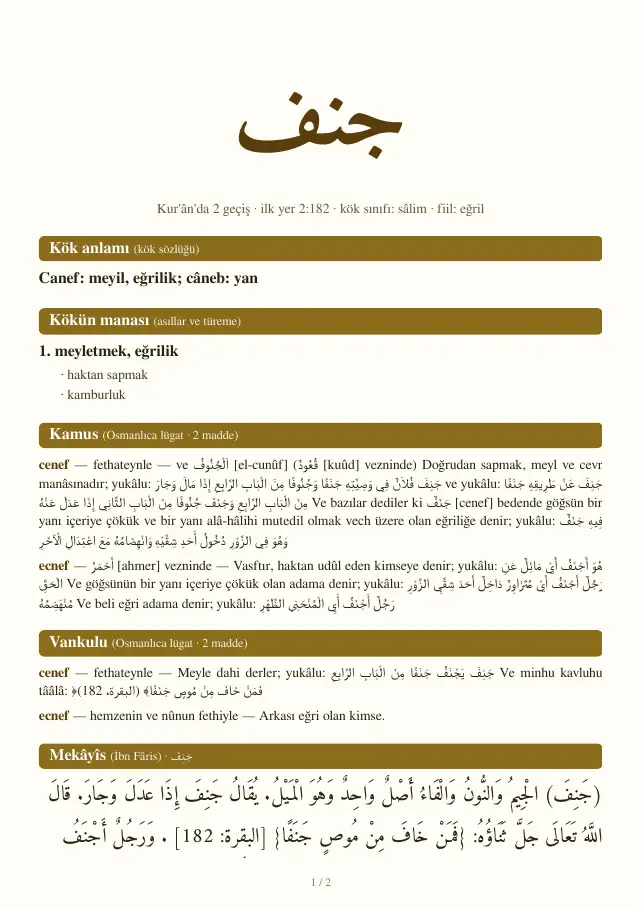 جنف
Kur'ân'da 2 geçiş · ilk yer 2:182 · kök sınıfı: sâlim · fiil: eğril
Kök anlamı (kök sözlüğü)
Canef: meyil, eğrilik; câneb: yan
Kökün manası (asıllar ve türeme)
1. meyletmek, eğrilik
· haktan sapmak
· kamburluk
Kamus (Osmanlıca lügat · 2 madde)
cenef — fethateynle — ve اَلْجُنُوفُ [el-cunûf] (قُعُودٌ [kuûd] vezninde) Doğrudan sapmak, meyl ve cevr
manâsınadır; yukâlu: جَنِفَ فُلاَنٌ فِي وَصِيَّتِهِ جَنَفًا وَجُنُوفًا مِنَ الْبَابِ الرَّابِعِ إِذَا مَالَ وَجَارَ ve yukâlu: جَنِفَ عَنْ طَرِيقِهِ جَنَفًا
مِنَ الْبَابِ الرَّابِعِ وَجَنَفَ جُنُوفًا مِنَ الْبَابِ الثَّانِي إِذَا عَدَلَ عَنْهُ Ve bazılar dediler ki جَنَفٌ [cenef] bedende göğsün bir
yanı içeriye çökük ve bir yanı alâ-hâlihi mutedil olmak vech üzere olan eğriliğe denir; yukâlu: فِيهِ جَنَفٌ
وَهُوَ فِي الزَّوْرِ دُخُولُ أَحَدِ شِقَّيْهِ وَانْهِضَامُهُ مَعَ اعْتِدَالِ الْآخَرِ
ecnef — أَحْمَرُ [ahmer] vezninde — Vasftur, haktan udûl eden kimseye denir; yukâlu: هُوَ أَجْنَفُ أَيْ مَائِلٌ عَنِ
الْحَقِّ Ve göğsünün bir yanı içeriye çökük olan adama denir; yukâlu: رَجُلٌ أَجْنَفُ أَيْ مُتَزَاوِرٌ دَاخِلٌ أَحَدَ شِقَّيِ الزَّوْرِ
مُنْهَضِمُهُ Ve beli eğri adama denir; yukâlu: رَجُلٌ أَجْنَفُ أَيِ الْمُنْحَنِي الظَّهْرِ
Vankulu (Osmanlıca lügat · 2 madde)
cenef — fethateynle — Meyle dahi derler; yukâlu: جَنِفَ يَجْنَفُ جَنَفًا مِنَ الْبَابِ الرَّابِعِ Ve minhu kavluhu
tââlâ: ﴿فَمَنْ خَافَ مِنْ مُوصٍ جَنَفًا﴾ (البقرة، 182)
ecnef — hemzenin ve nûnun fethiyle — Arkası eğri olan kimse.
Mekâyîs (İbn Fâris) · جَنِفَ
(جَنِفَ) الْجِيمُ وَالنُّونُ وَالْفَاءُ أَصْلٌ وَاحِدٌ وَهُوَ الْمَيْلُ. يُقَالُ جَنِفَ إِذَا عَدَلَ وَجَارَ. قَالَ
اللَّهُ تَعَالَى جَلَّ ثَنَاؤُهُ: {فَمَنْ خَافَ مِنْ مُوصٍ جَنَفًا} [البقرة: 182] . وَرَجُلٌ أَجْنَفُ
1 / 2